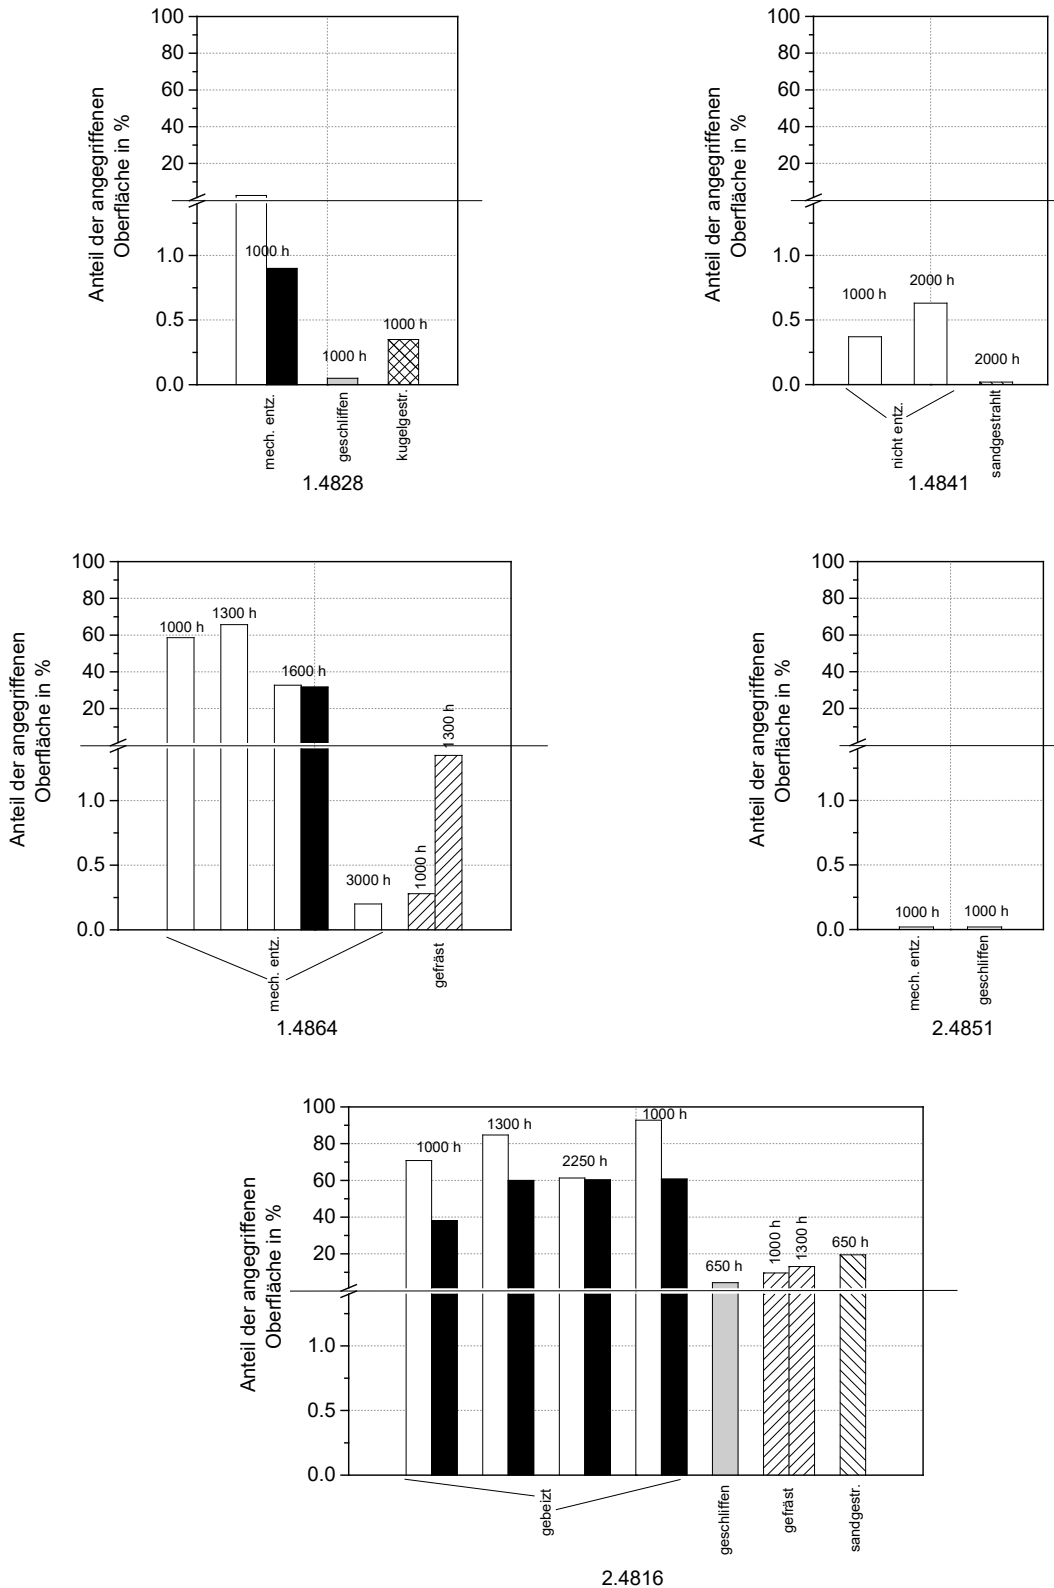 Anteil der angegriffenen
Oberfläche in %
100
80
60
40
20
1.0
0.5
0.0
1000 h
1000 h
1000 h
mech. entz.
geschliffen
kugelgestr.
1.4828
Anteil der angegriffenen
Oberfläche in %
100
80
60
40
20
1.0
0.5
0.0
1000 h
2000 h
2000 h
nicht entz.
sandgestrahlt
1.4841
Anteil der angegriffenen
Oberfläche in %
100
80
60
40
20
1.0
0.5
0.0
1000 h
1300 h
1600 h
3000 h
1000 h
1300 h
mech. entz.
gefräst
1.4864
Anteil der angegriffenen
Oberfläche in %
100
80
60
40
20
1.0
0.5
0.0
1000 h
1000 h
mech. entz.
geschliffen
2.4851
Anteil der angegriffenen
Oberfläche in %
100
80
60
40
20
1.0
0.5
0.0
1000 h
1300 h
2250 h
1000 h
650 h
1000 h
1300 h
650 h
gebeizt
geschliffen
gefräst
sandgestr.
2.4816